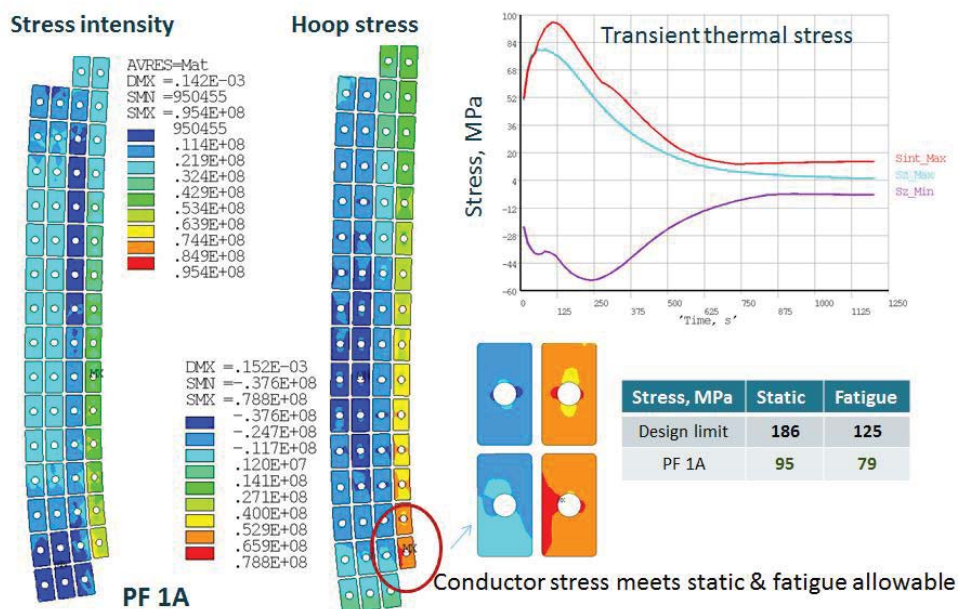 Stress intensity
Hoop stress
Transient thermal stress
AVRES=Mat
DMX =.142E-03
SMN =950455
SMX =.954E+08
950455
.114E+08
.219E+08
.324E+08
.429E+08
.534E+08
.639E+08
.744E+08
.849E+08
.954E+08
MX
PF 1A
DMX =.152E-03
SMN =-.376E+08
SMX =.788E+08
-.376E+08
-.247E+08
-.117E+08
.120E+07
.141E+08
.271E+08
.400E+08
.529E+08
.659E+08
.788E+08
MX
Stress, MPa
100
84
68
52
36
20
4
-12
-28
-44
-60
0
125
250
375
500
625
750
875
1000
1125
1250
'Time, s'
Sint_Max
Sz_Max
Sz_Min
Stress, MPa Static Fatigue
Design limit 186 125
PF 1A 95 79
Conductor stress meets static & fatigue allowable